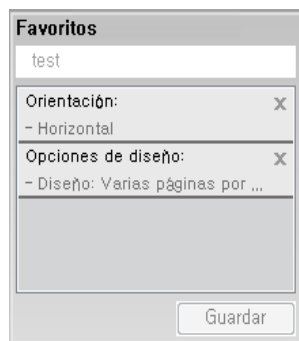 Favoritos
test
Orientación: X
- Horizontal
Opciones de diseño: X
- Diseño: Varias páginas por ...
Guardar